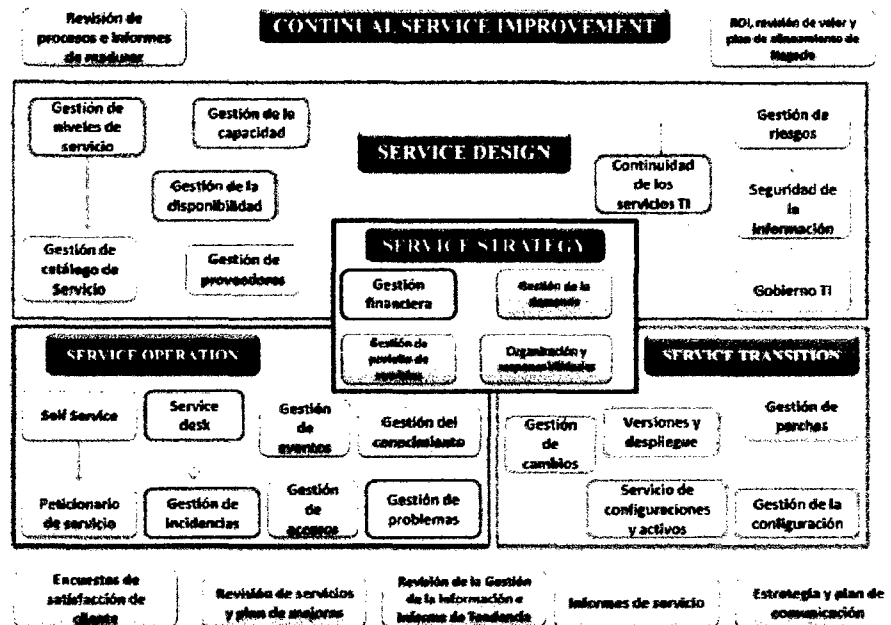 Revisión de
procesos e informes
de madurez
CONTINUAL SERVICE IMPROVEMENT
ROI, revisión de valor y
plan de alineamiento de
Negocio
Gestión de
niveles de
servicio
Gestión de la
capacidad
SERVICE DESIGN
Gestión de
riesgos
Gestión de la
disponibilidad
Continuidad
de los
servicios TI
Seguridad de
la
información
Gestión de
catálogo de
Servicio
Gestión de
proveedores
Gobierno TI
SERVICE STRATEGY
Gestión
financiera
Gestión de la
demanda
Gestión de
portfolio de
servicios
Organización y
responsabilidades
SERVICE OPERATION
Self Service
Service
desk
Gestión
de
eventos
Gestión del
conocimiento
Peticionario
de servicio
Gestión de
incidencias
Gestión
de
accesos
Gestión de
problemas
SERVICE TRANSITION
Gestión
de
cambios
Versiones y
despliegue
Gestión de
parches
Servicio de
configuraciones
y activos
Gestión de la
configuración
Encuestas de
satisfacción de
cliente
Revisión de servicios
y plan de mejoras
Revisión de la Gestión
de la Información e
Informe de Tendencia
Informes de servicio
Estrategia y plan de
comunicación